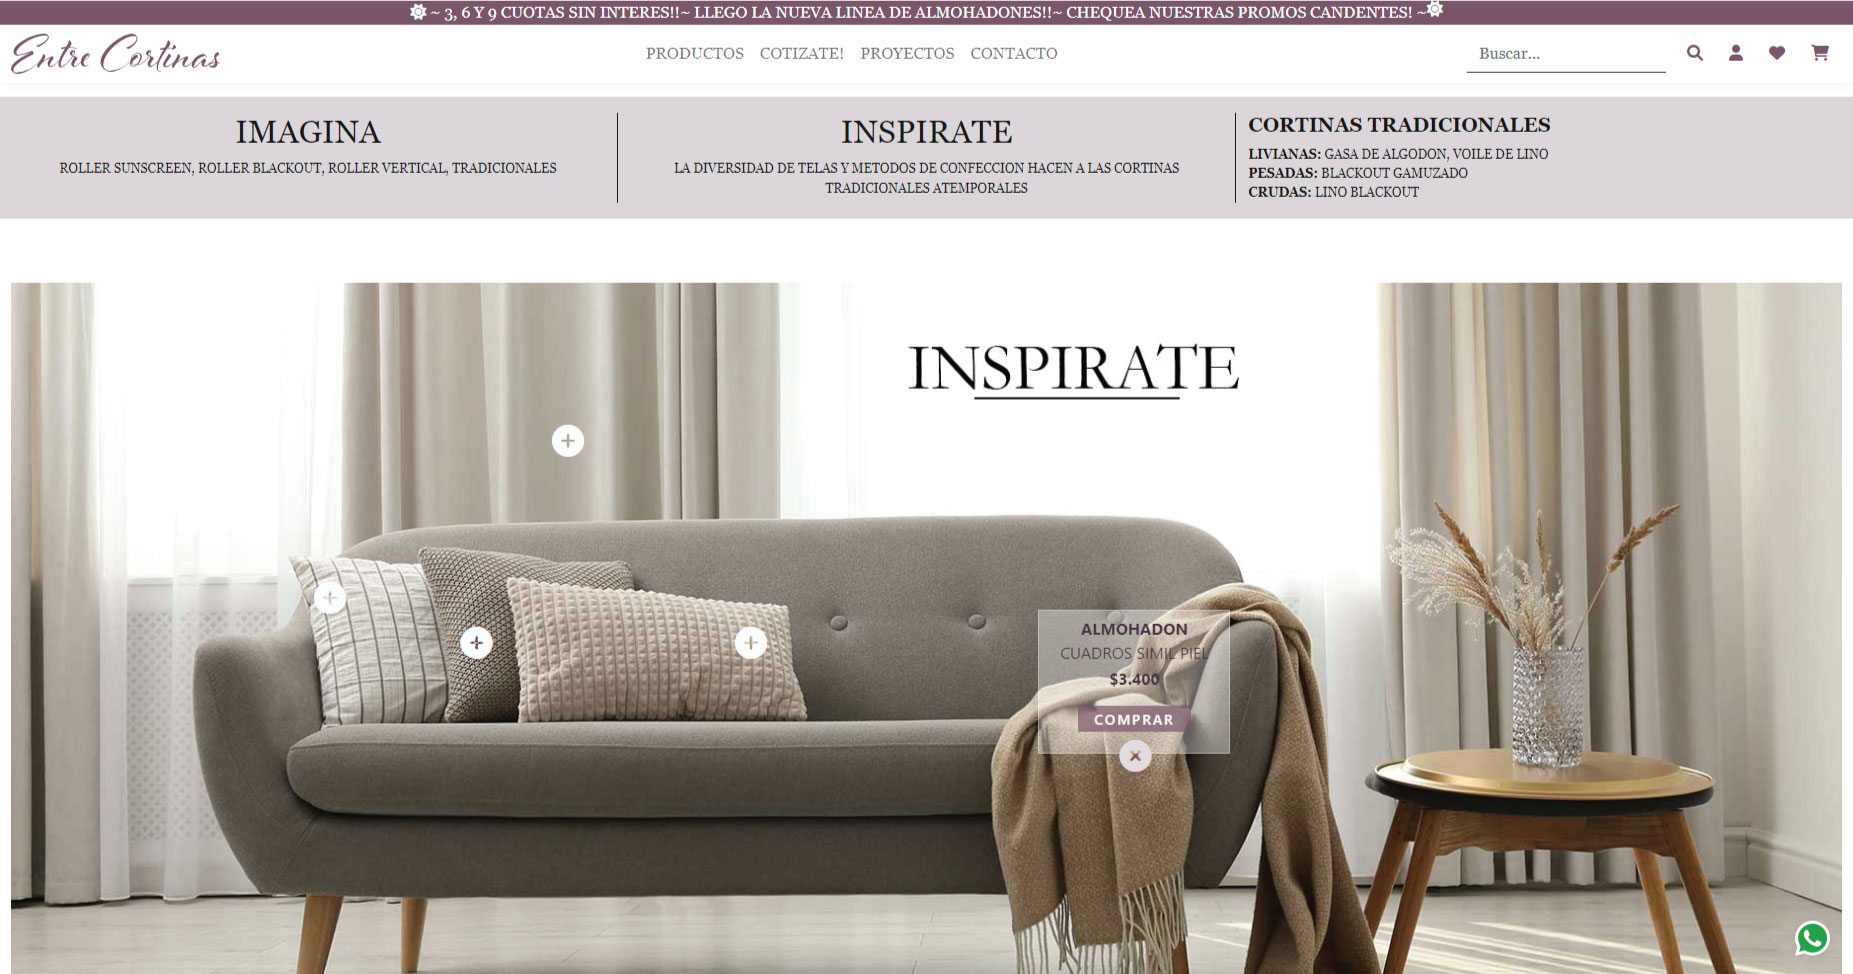 ~ 3, 6 Y 9 CUOTAS SIN INTERES!!~ LLEGO LA NUEVA LINEA DE ALMOHADONES!!~ CHEQUEA NUESTRAS PROMOS CANDENTES! ~
Entre Cortinas
PRODUCTOS COTIZATE! PROYECTOS CONTACTO
Buscar...
IMAGINA
ROLLER SUNSCREEN, ROLLER BLACKOUT, ROLLER VERTICAL, TRADICIONALES
INSPIRATE
LA DIVERSIDAD DE TELAS Y METODOS DE CONFECCION HACEN A LAS CORTINAS
TRADICIONALES ATEMPORALES
CORTINAS TRADICIONALES
LIVIANAS: GASA DE ALGODON, VOILE DE LINO
PESADAS: BLACKOUT GAMUZADO
CRUDAS: LINO BLACKOUT
INSPIRATE
ALMOHADON
CUADROS SIMIL PIEL
$3.400
COMPRAR